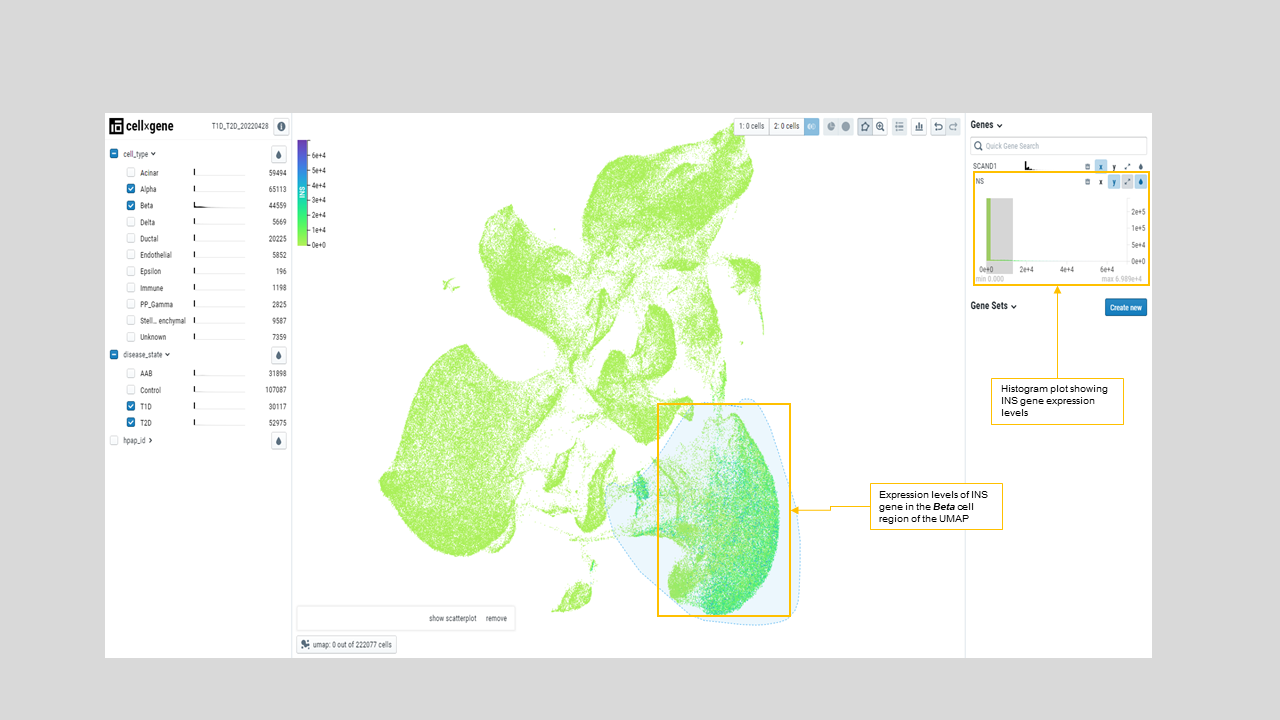 cellxgene T1D_T2D_20220428
cell_type
Acinar 59494
Alpha 65113
Beta 44559
Delta 5669
Ductal 20225
Endothelial 5852
Epsilon 196
Immune 1198
PP_Gamma 2825
Stell... enchymal 9587
Unknown 7359
disease_state
AAB 31898
Control 107087
T1D 30117
T2D 52975
hpap_id
INS
6e+4
5e+4
4e+4
3e+4
2e+4
1e+4
0e+0
1: 0 cells 2: 0 cells
show scatterplot remove
umap: 0 out of 222077 cells
Genes
Quick Gene Search
SCAND1 x y
NS x y
2e+5
1e+5
5e+4
0e+0
0e+0 2e+4 4e+4 6e+4
min 0.000 max 6.989e+4
Gene Sets Create new
Histogram plot showing
INS gene expression
levels
Expression levels of INS
gene in the Beta cell
region of the UMAP